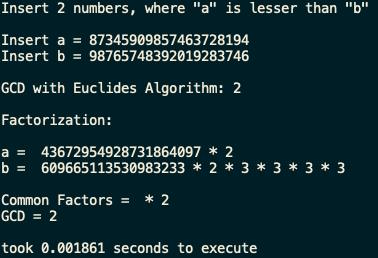 Insert 2 numbers, where "a" is lesser than "b"
Insert a = 87345909857463728194
Insert b = 98765748392019283746
GCD with Euclides Algorithm: 2
Factorization:
a =  43672954928731864097 * 2
b =  609665113530983233 * 2 * 3 * 3 * 3 * 3
Common Factors =  * 2
GCD = 2
took 0.001861 seconds to execute